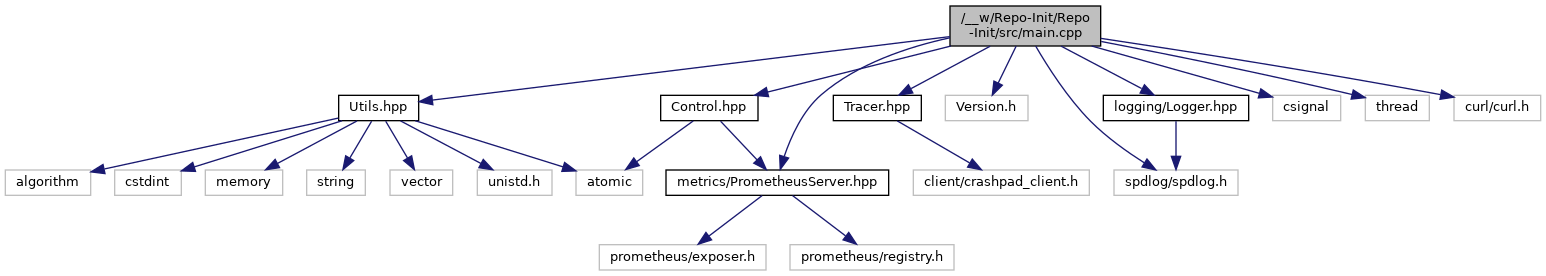 /__w/Repo-Init/Repo
-Init/src/main.cpp
Utils.hpp
Control.hpp
Tracer.hpp
Version.h
logging/Logger.hpp
csignal
thread
curl/curl.h
algorithm
cstdint
memory
string
vector
unistd.h
atomic
metrics/PrometheusServer.hpp
client/crashpad_client.h
spdlog/spdlog.h
prometheus/exposer.h
prometheus/registry.h